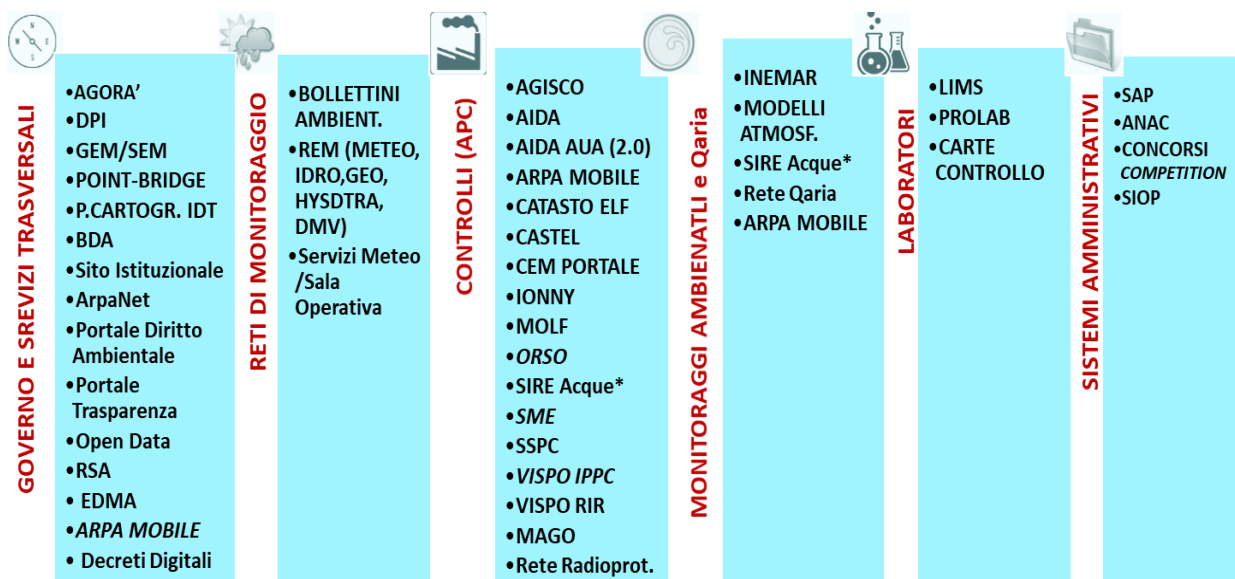 GOVERNO E SREVIZI TRASVERSALI
•AGORA’
•DPI
•GEM/SEM
•POINT-BRIDGE
•P.CARTOGR. IDT
•BDA
•Sito Istituzionale
•ArpaNet
•Portale Diritto
Ambientale
•Portale
Trasparenza
•Open Data
•RSA
• EDMA
•ARPA MOBILE
• Decreti Digitali
RETI DI MONITORAGGIO
•BOLLETTINI
AMBIENT.
•REM (METEO,
IDRO,GEO,
HYSDTRA,
DMV)
•Servizi Meteo
/Sala
Operativa
CONTROLLI (APC)
•AGISCO
•AIDA
•AIDA AUA (2.0)
•ARPA MOBILE
•CATASTO ELF
•CASTEL
•CEM PORTALE
•IONNY
•MOLF
•ORSO
•SIRE Acque*
•SME
•SSPC
•VISPO IPPC
•VISPO RIR
•MAGO
•Rete Radioprot.
MONITORAGGI AMBIENATLI e Qaria
•INEMAR
•MODELLI
ATMOSF.
•SIRE Acque*
•Rete Qaria
•ARPA MOBILE
LABORATORI
•LIMS
•PROLAB
•CARTE
CONTROLLO
SISTEMI AMMINISTRATIVI
•SAP
•ANAC
•CONCORSI
COMPETITION
•SIOP
N
E
S